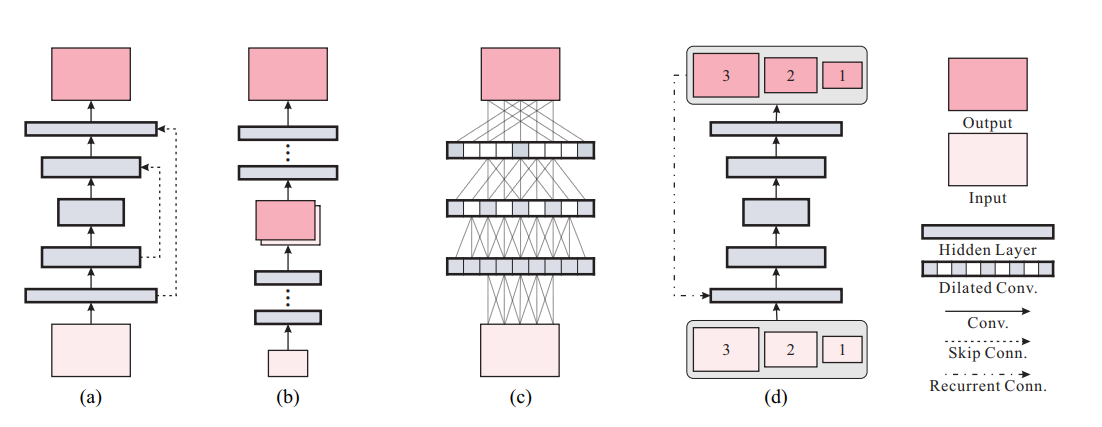 3 2 1
Output
Input
Hidden Layer
Dilated Conv.
Conv.
3 2 1
Skip Conn.
Recurrent Conn.
(a) (b) (c) (d)